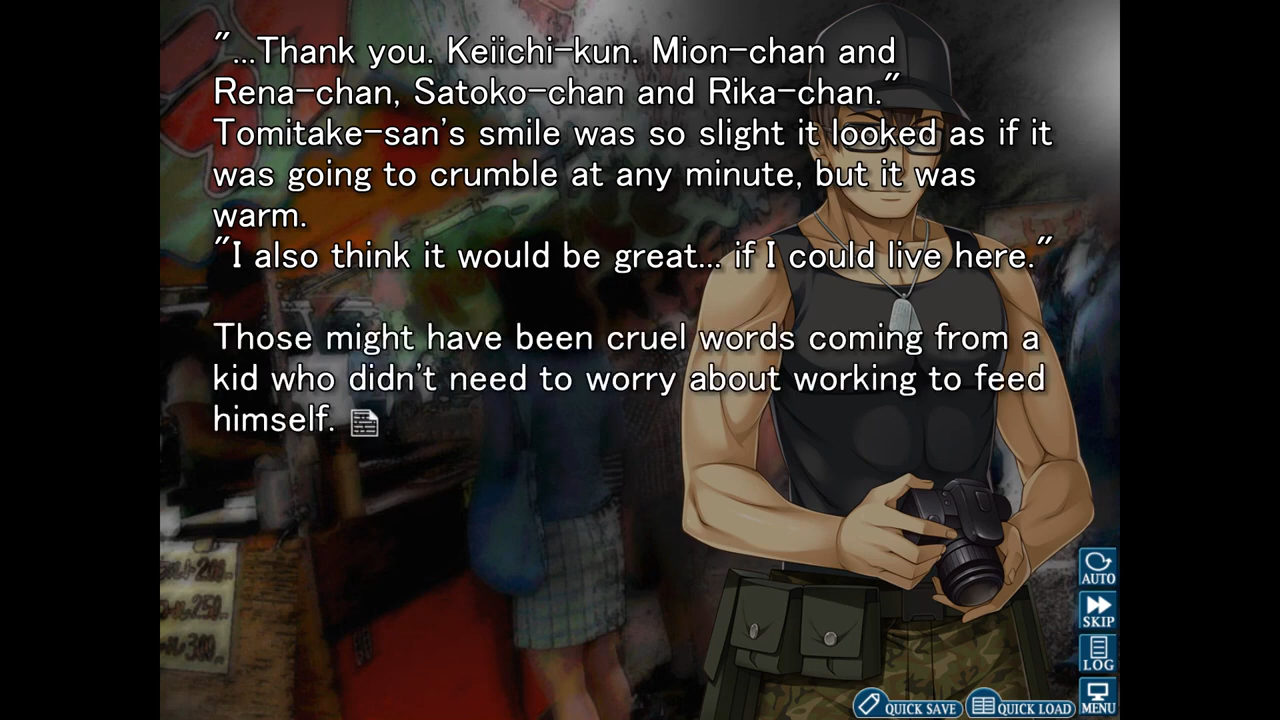 "...Thank you. Keiichi-kun. Mion-chan and
Rena-chan, Satoko-chan and Rika-chan."
Tomitake-san's smile was so slight it looked as if it
was going to crumble at any minute, but it was
warm.
"I also think it would be great... if I could live here."
Those might have been cruel words coming from a
kid who didn't need to worry about working to feed
himself.
200
250
300
AUTO
SKIP
LOG
MENU
QUICK SAVE
QUICK LOAD